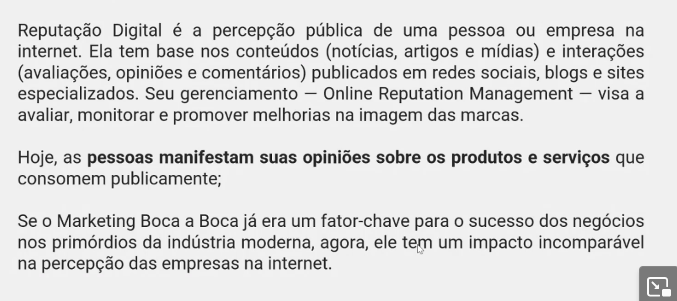 Reputação Digital é a percepção pública de uma pessoa ou empresa na
internet. Ela tem base nos conteúdos (notícias, artigos e mídias) e interações
(avaliações, opiniões e comentários) publicados em redes sociais, blogs e sites
especializados. Seu gerenciamento — Online Reputation Management — visa a
avaliar, monitorar e promover melhorias na imagem das marcas.
Hoje, as pessoas manifestam suas opiniões sobre os produtos e serviços que
consomem publicamente;
Se o Marketing Boca a Boca já era um fator-chave para o sucesso dos negócios
nos primórdios da indústria moderna, agora, ele tem um impacto incomparável
na percepção das empresas na internet.